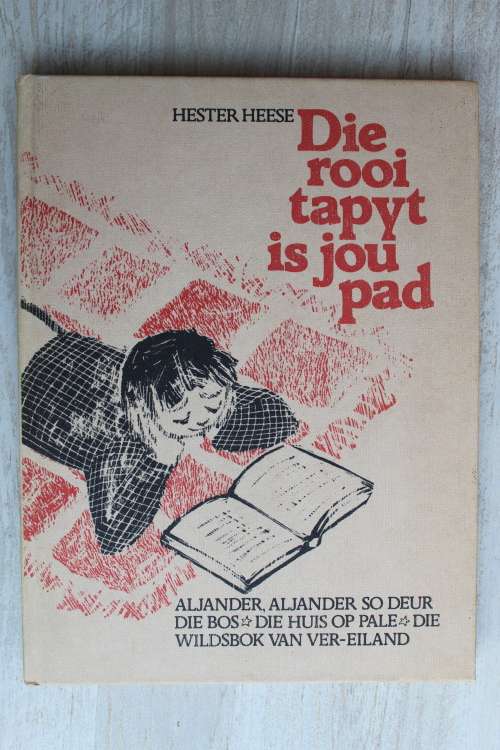 HESTER HEESE
Die
rooi
tapyt
is jou
pad
ALJANDER, ALJANDER SO DEUR
DIE BOS☆DIE HUIS OP PALE☆DIE
WILDSBOK VAN VER-EILAND